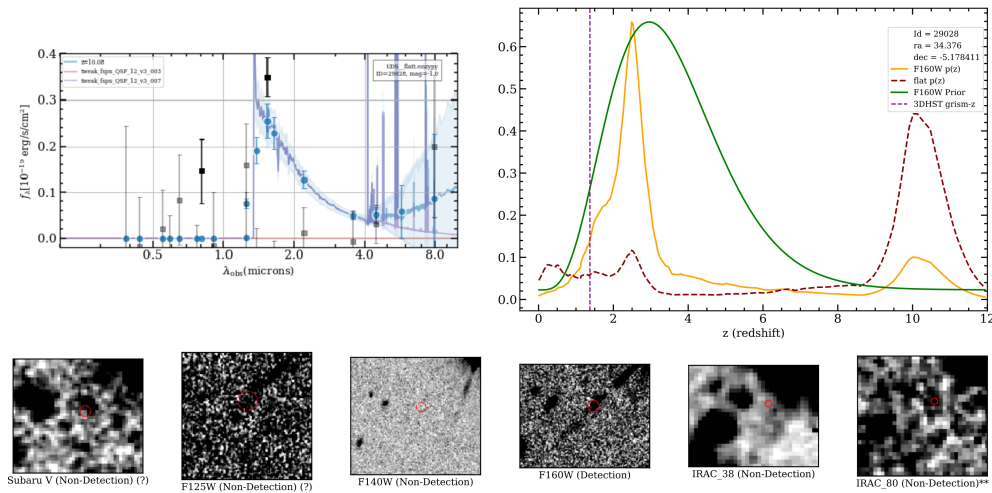 0.4
0.3
0.2
0.1
0.0
f_λ[10⁻¹⁹ erg/s/cm²]
z=10.08
tweak_fsps_QSF_12_v3_003
tweak_fsps_QSF_12_v3_007
UDS__flatt.eazypy
ID=29028, mag=-1.0
0.5 1.0 2.0 4.0 8.0
λ_obs(microns)
0.6
0.5
0.4
0.3
0.2
0.1
0.0
Id = 29028
ra = 34.376
dec = -5.178411
F160W p(z)
flat p(z)
F160W Prior
3DHST grism-z
0 2 4 6 8 10 12
z (redshift)
Subaru V (Non-Detection) (?)
F125W (Non-Detection) (?)
F140W (Non-Detection)
F160W (Detection)
IRAC_38 (Non-Detection)
IRAC_80 (Non-Detection)**